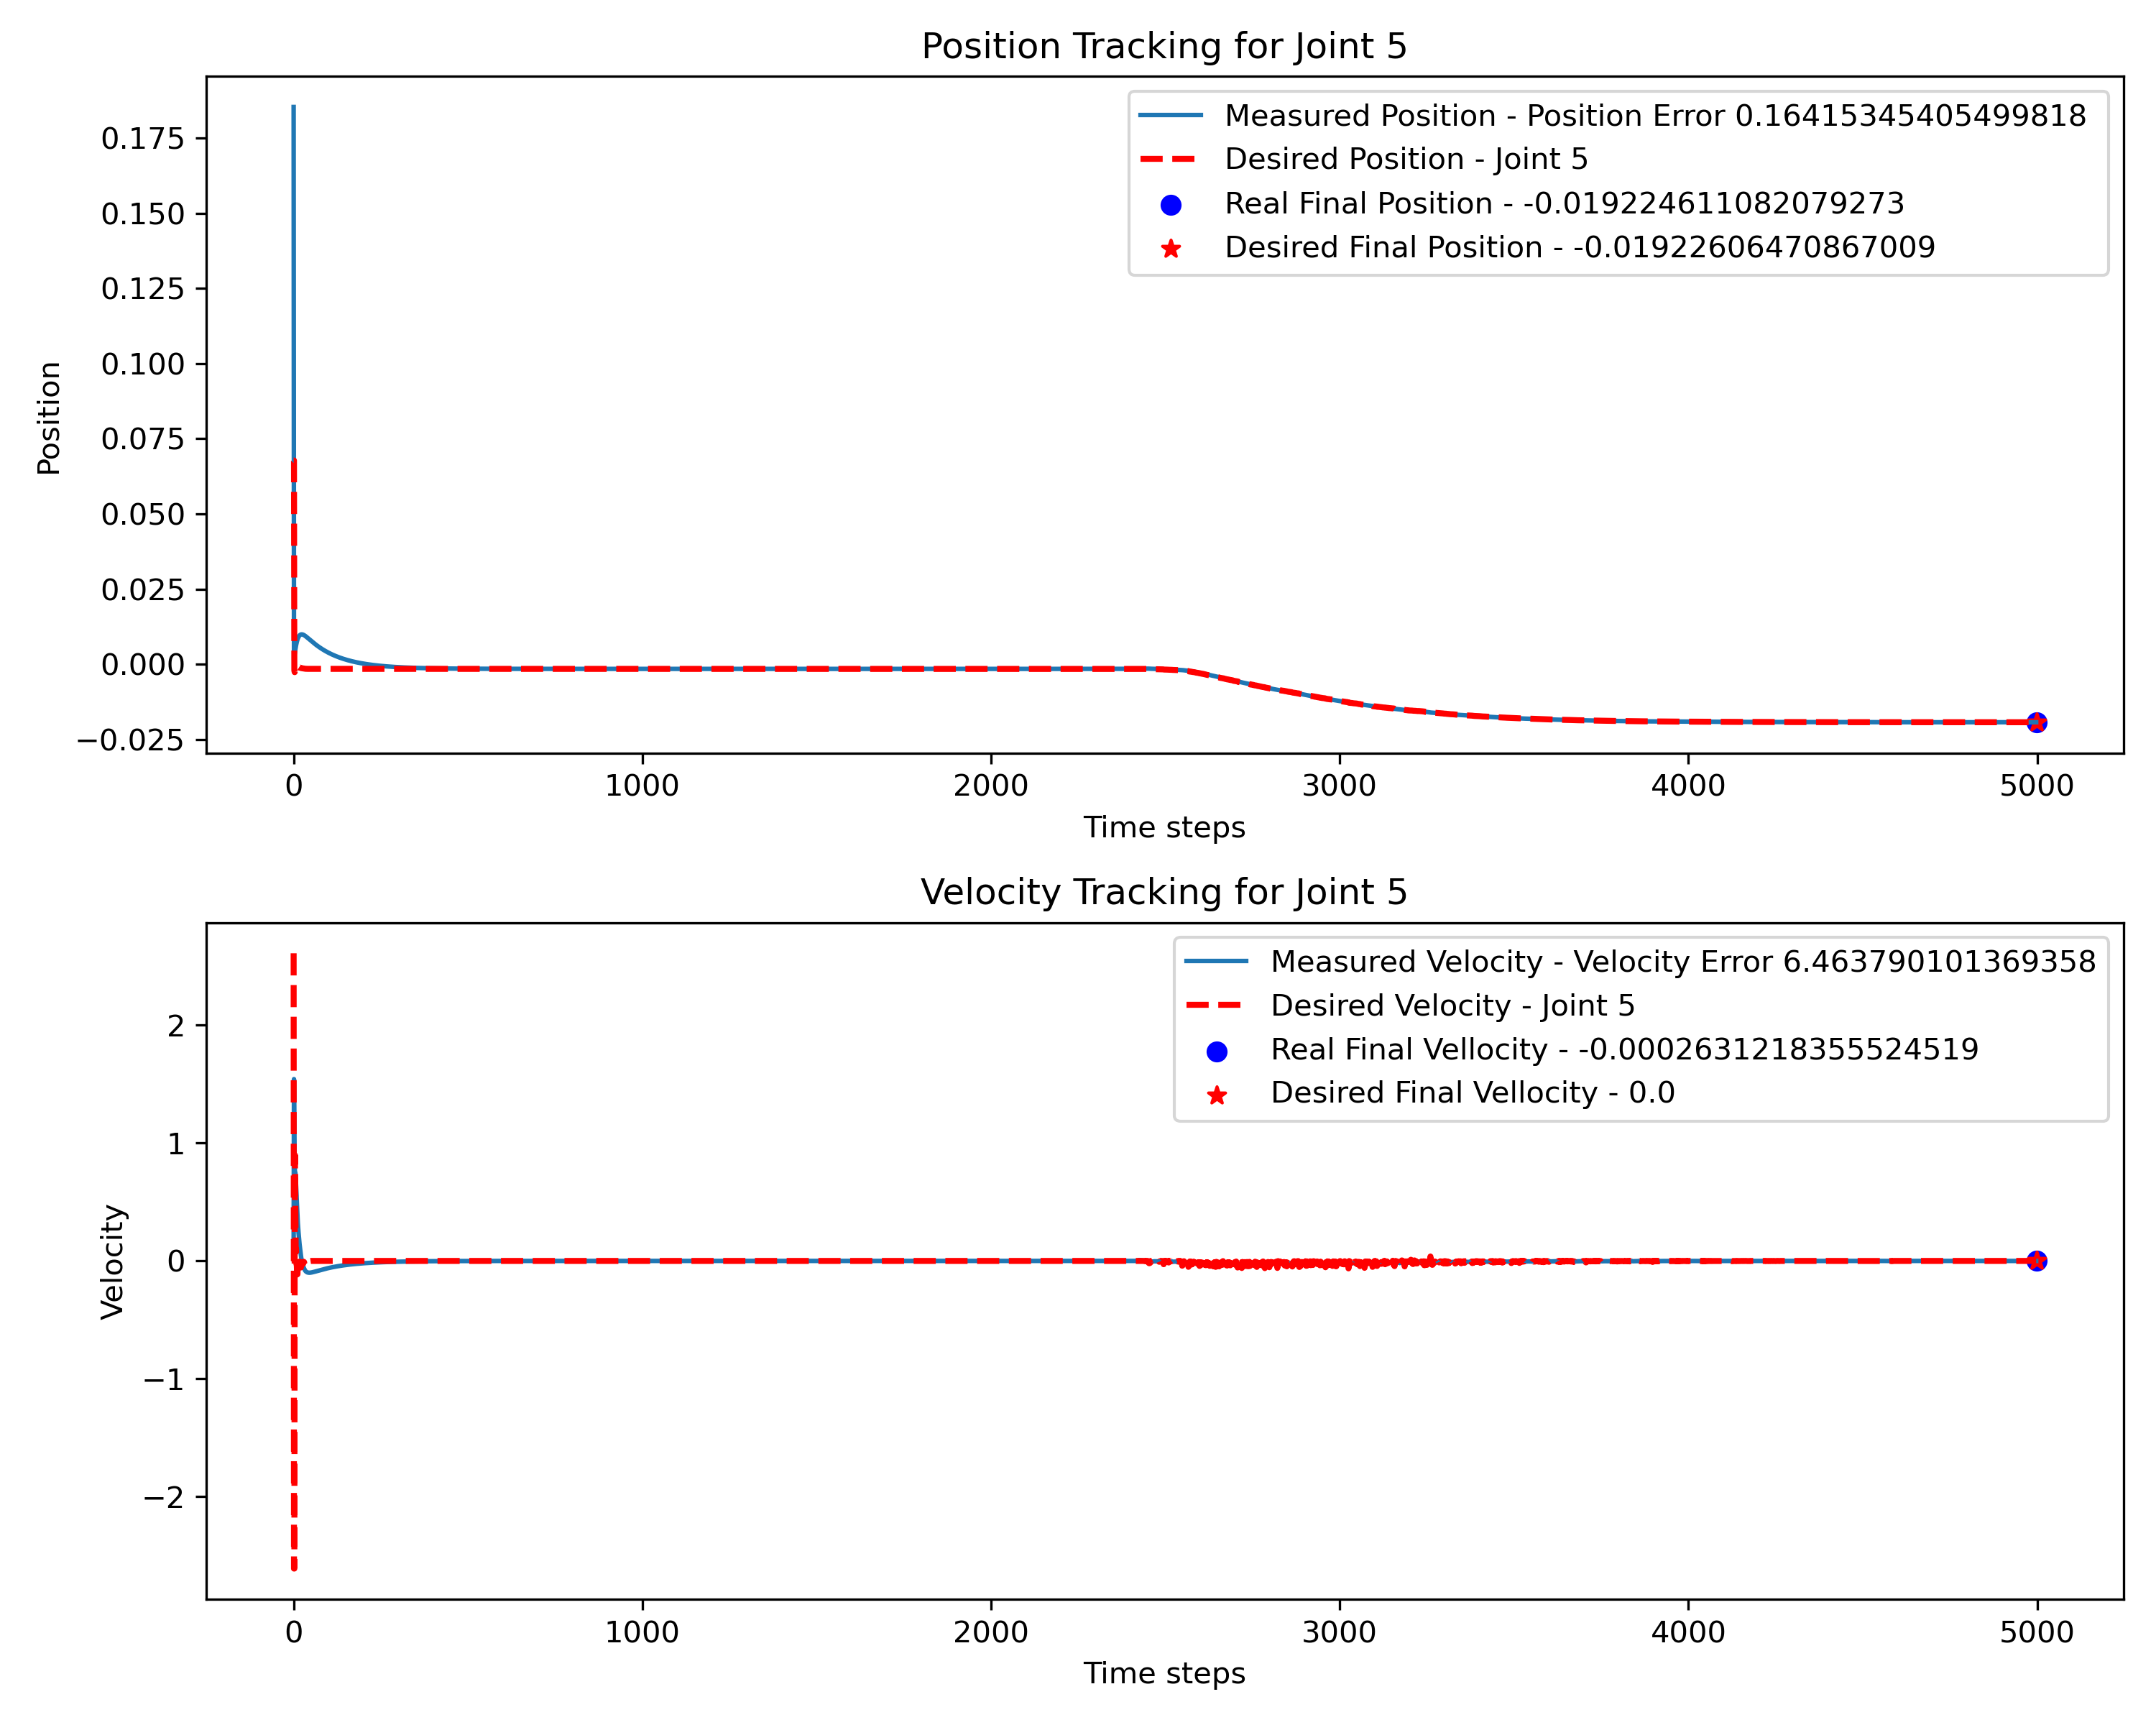 Position Tracking for Joint 5
0.175
0.150
0.125
0.100
0.075
0.050
0.025
0.000
−0.025
Position
Measured Position - Position Error 0.16415345405499818
Desired Position - Joint 5
Real Final Position - -0.019224611082079273
Desired Final Position - -0.01922606470867009
0 1000 2000 3000 4000 5000
Time steps
Velocity Tracking for Joint 5
2
1
0
−1
−2
Velocity
Measured Velocity - Velocity Error 6.463790101369358
Desired Velocity - Joint 5
Real Final Vellocity - -0.0002631218355524519
Desired Final Vellocity - 0.0
0 1000 2000 3000 4000 5000
Time steps